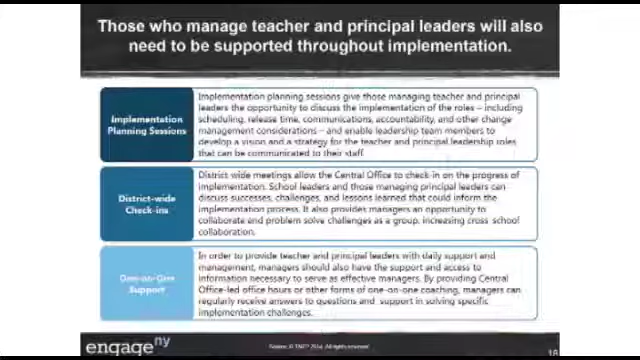 Those who manage teacher and principal leaders will also
need to be supported throughout implementation.
Implementation
Planning Sessions
Implementation planning sessions give those managing teacher and principal
leaders the opportunity to discuss the implementation of the roles – including
scheduling, release time, communications, accountability, and other change
management considerations – and enable leadership team members to
develop a vision and a strategy for the teacher and principal leadership roles
that can be communicated to their staff.
District-wide
Check-ins
District wide meetings allow the Central Office to check-in on the progress of
implementation. School leaders and those managing principal leaders can
discuss successes, challenges, and lessons learned that could inform the
implementation process. It also provides managers an opportunity to
collaborate and problem solve challenges as a group, increasing cross-school
collaboration.
One-on-One
Support
In order to provide teacher and principal leaders with daily support and
management, managers should also have the support and access to
information necessary to serve as effective managers. By providing Central
Office-led office hours or other forms of one-on-one coaching, managers can
regularly receive answers to questions and support in solving specific
implementation challenges.
engage ny
Source: © TNTP 2014. All rights reserved.